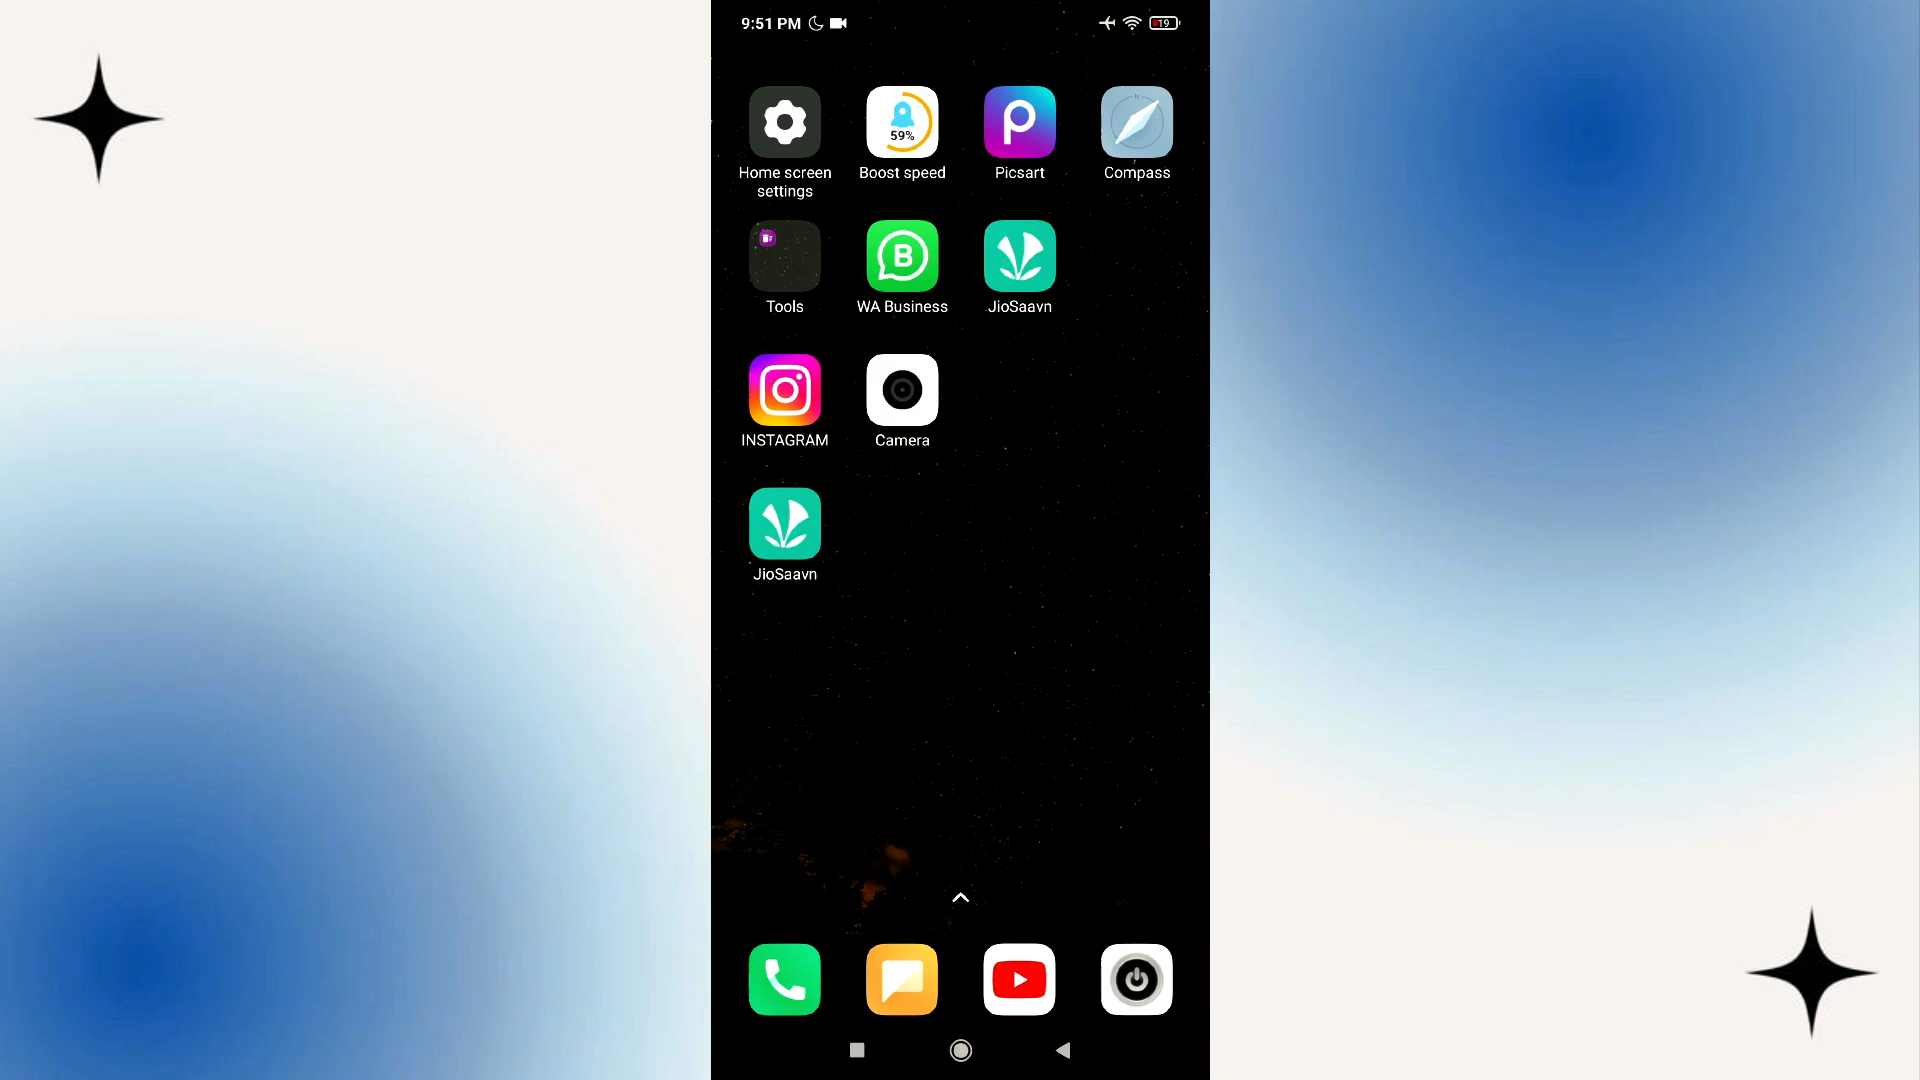 9:51 PM
19
59%
N
Home screen
settings
Boost speed
Picsart
Compass
B
Tools
WA Business
JioSaavn
INSTAGRAM
Camera
JioSaavn